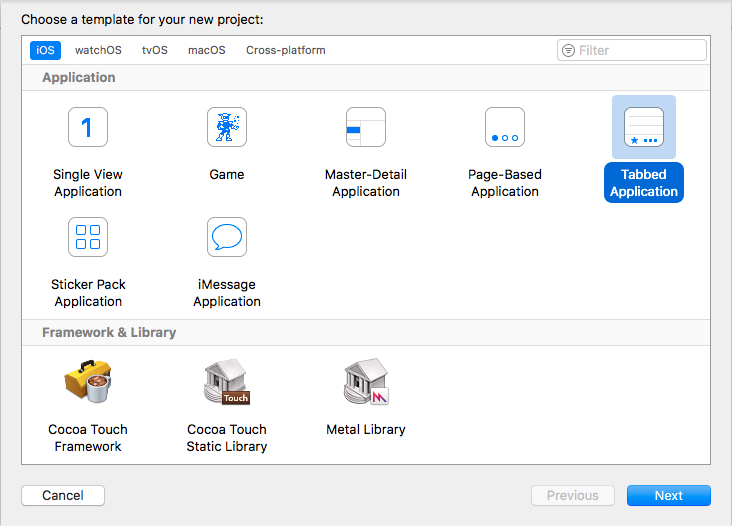 Choose a template for your new project:
iOS watchOS tvOS macOS Cross-platform Filter
Application
1
Single View
Application
Game
Master-Detail
Application
Page-Based
Application
Tabbed
Application
Sticker Pack
Application
iMessage
Application
Framework & Library
Touch
Cocoa Touch
Framework
Cocoa Touch
Static Library
Metal Library
Cancel Previous Next